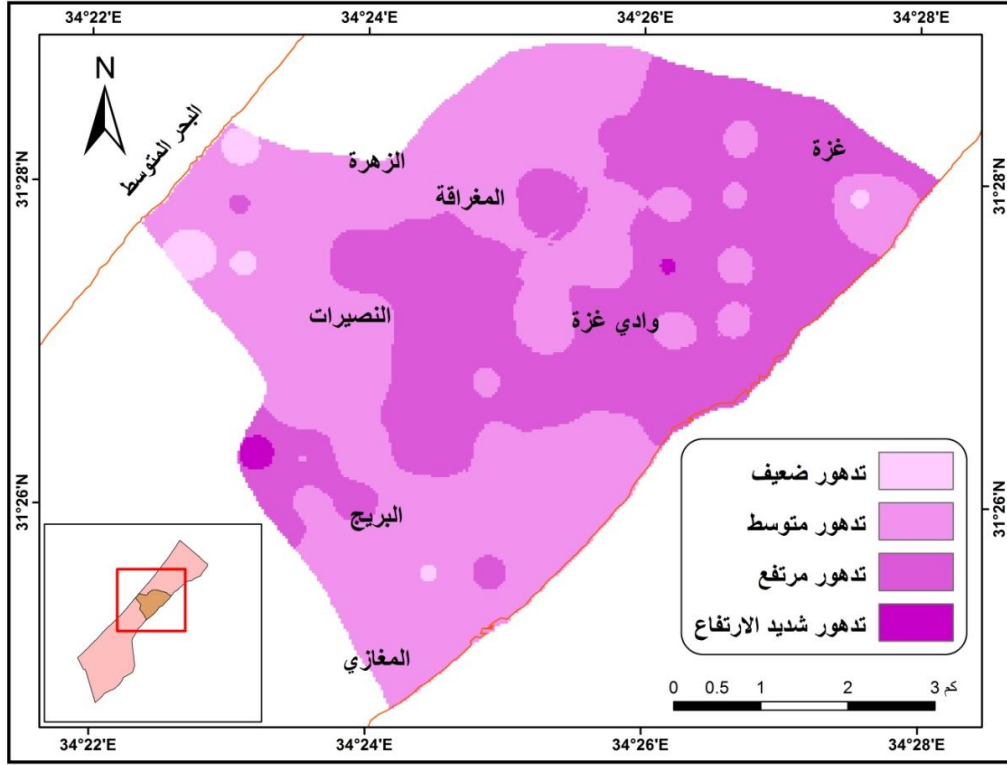 34°22'E 34°24'E 34°26'E 34°28'E
N
البحر المتوسط
31°28'N
31°28'N
الزهرة
غزة
المغراقة
النصيرات
وادي غزة
البريج
المغازي
31°26'N
31°26'N
تدهور ضعيف
تدهور متوسط
تدهور مرتفع
تدهور شديد الارتفاع
0 0.5 1 2 3 كم
34°22'E 34°24'E 34°26'E 34°28'E